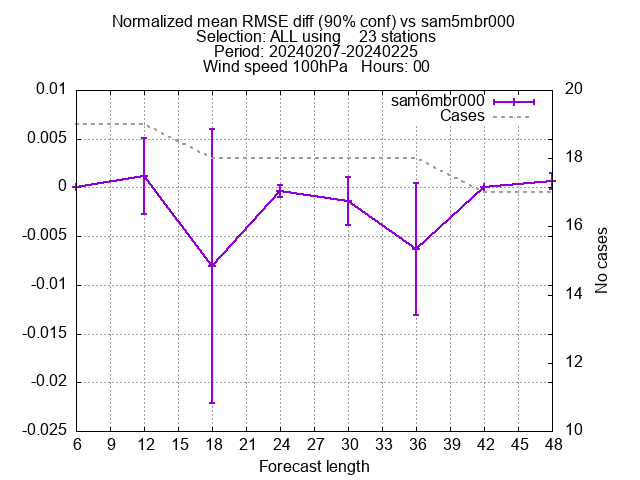 Normalized mean RMSE diff (90% conf) vs sam5mbr000
Selection: ALL using 23 stations
Period: 20240207-20240225
Wind speed 100hPa Hours: 00
sam6mbr000
Cases
0.01
0.005
0
-0.005
-0.01
-0.015
-0.02
-0.025
20
18
16
14
12
10
No cases
6 9 12 15 18 21 24 27 30 33 36 39 42 45 48
Forecast length